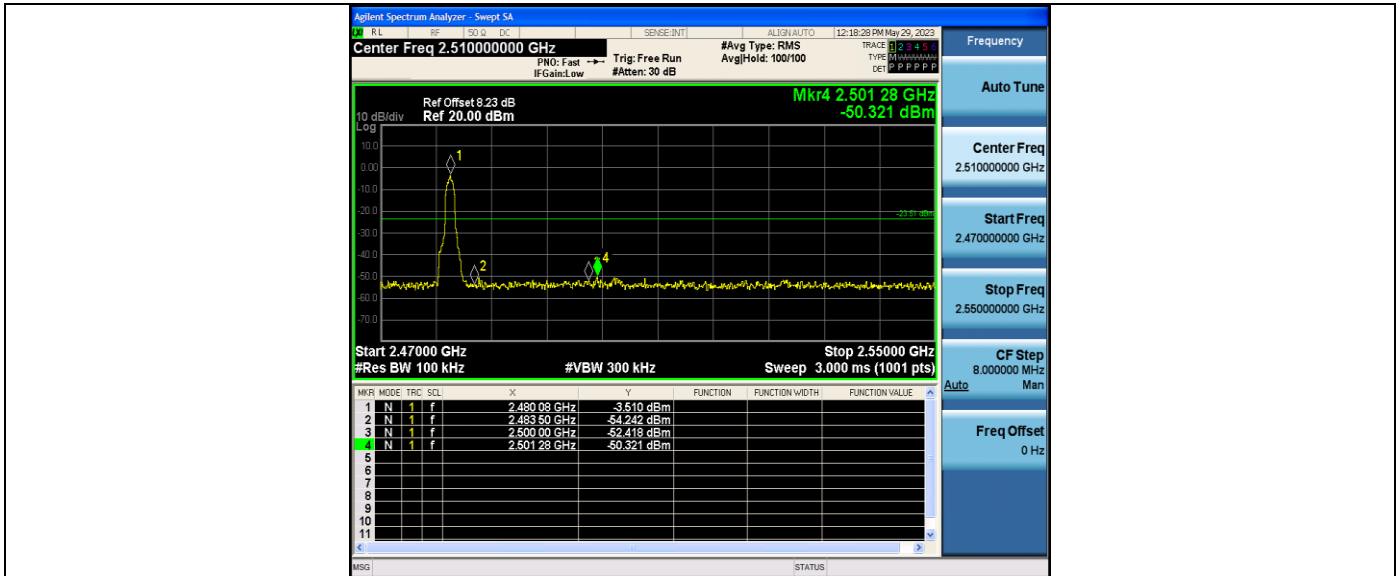 Agilent Spectrum Analyzer - Swept SA
RL RF 50 Ω DC SENSE:INT ALIGN AUTO 12:18:28 PM May 29, 2023
Center Freq 2.510000000 GHz #Avg Type: RMS TRACE 1 2 3 4 5 6
PNO: Fast Trig: Free Run Avg|Hold: 100/100 TYPE M WWWWW
IFGain:Low #Atten: 30 dB DET P P P P P P
Mkr4 2.501 28 GHz
Ref Offset 8.23 dB
10 dB/div Ref 20.00 dBm -50.321 dBm
Log
10.0
0.00
-10.0
-20.0
-30.0
-40.0
-50.0
-60.0
-70.0
1
2
4
-23.51 dBm
Start 2.47000 GHz Stop 2.55000 GHz
#Res BW 100 kHz #VBW 300 kHz Sweep 3.000 ms (1001 pts)
MKR MODE TRC SCL X Y FUNCTION FUNCTION WIDTH FUNCTION VALUE
1 N 1 f 2.480 08 GHz -3.510 dBm
2 N 1 f 2.483 50 GHz -54.242 dBm
3 N 1 f 2.500 00 GHz -52.418 dBm
4 N 1 f 2.501 28 GHz -50.321 dBm
5
6
7
8
9
10
11
MSG STATUS
Frequency
Auto Tune
Center Freq
2.510000000 GHz
Start Freq
2.470000000 GHz
Stop Freq
2.550000000 GHz
CF Step
8.000000 MHz
Auto Man
Freq Offset
0 Hz